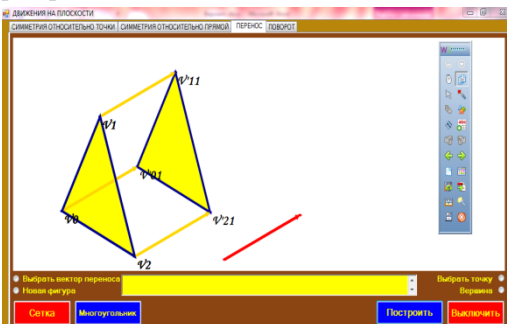 ДВИЖЕНИЯ НА ПЛОСКОСТИ
СИММЕТРИЯ ОТНОСИТЕЛЬНО ТОЧКИ СИММЕТРИЯ ОТНОСИТЕЛЬНО ПРЯМОЙ ПЕРЕНОС ПОВОРОТ
W
V11
V1
V01
V0
V21
V2
Выбрать вектор переноса
Выбрать точку
Новая фигура
Вершина
Сетка
Многоугольник
Построить
Выключить